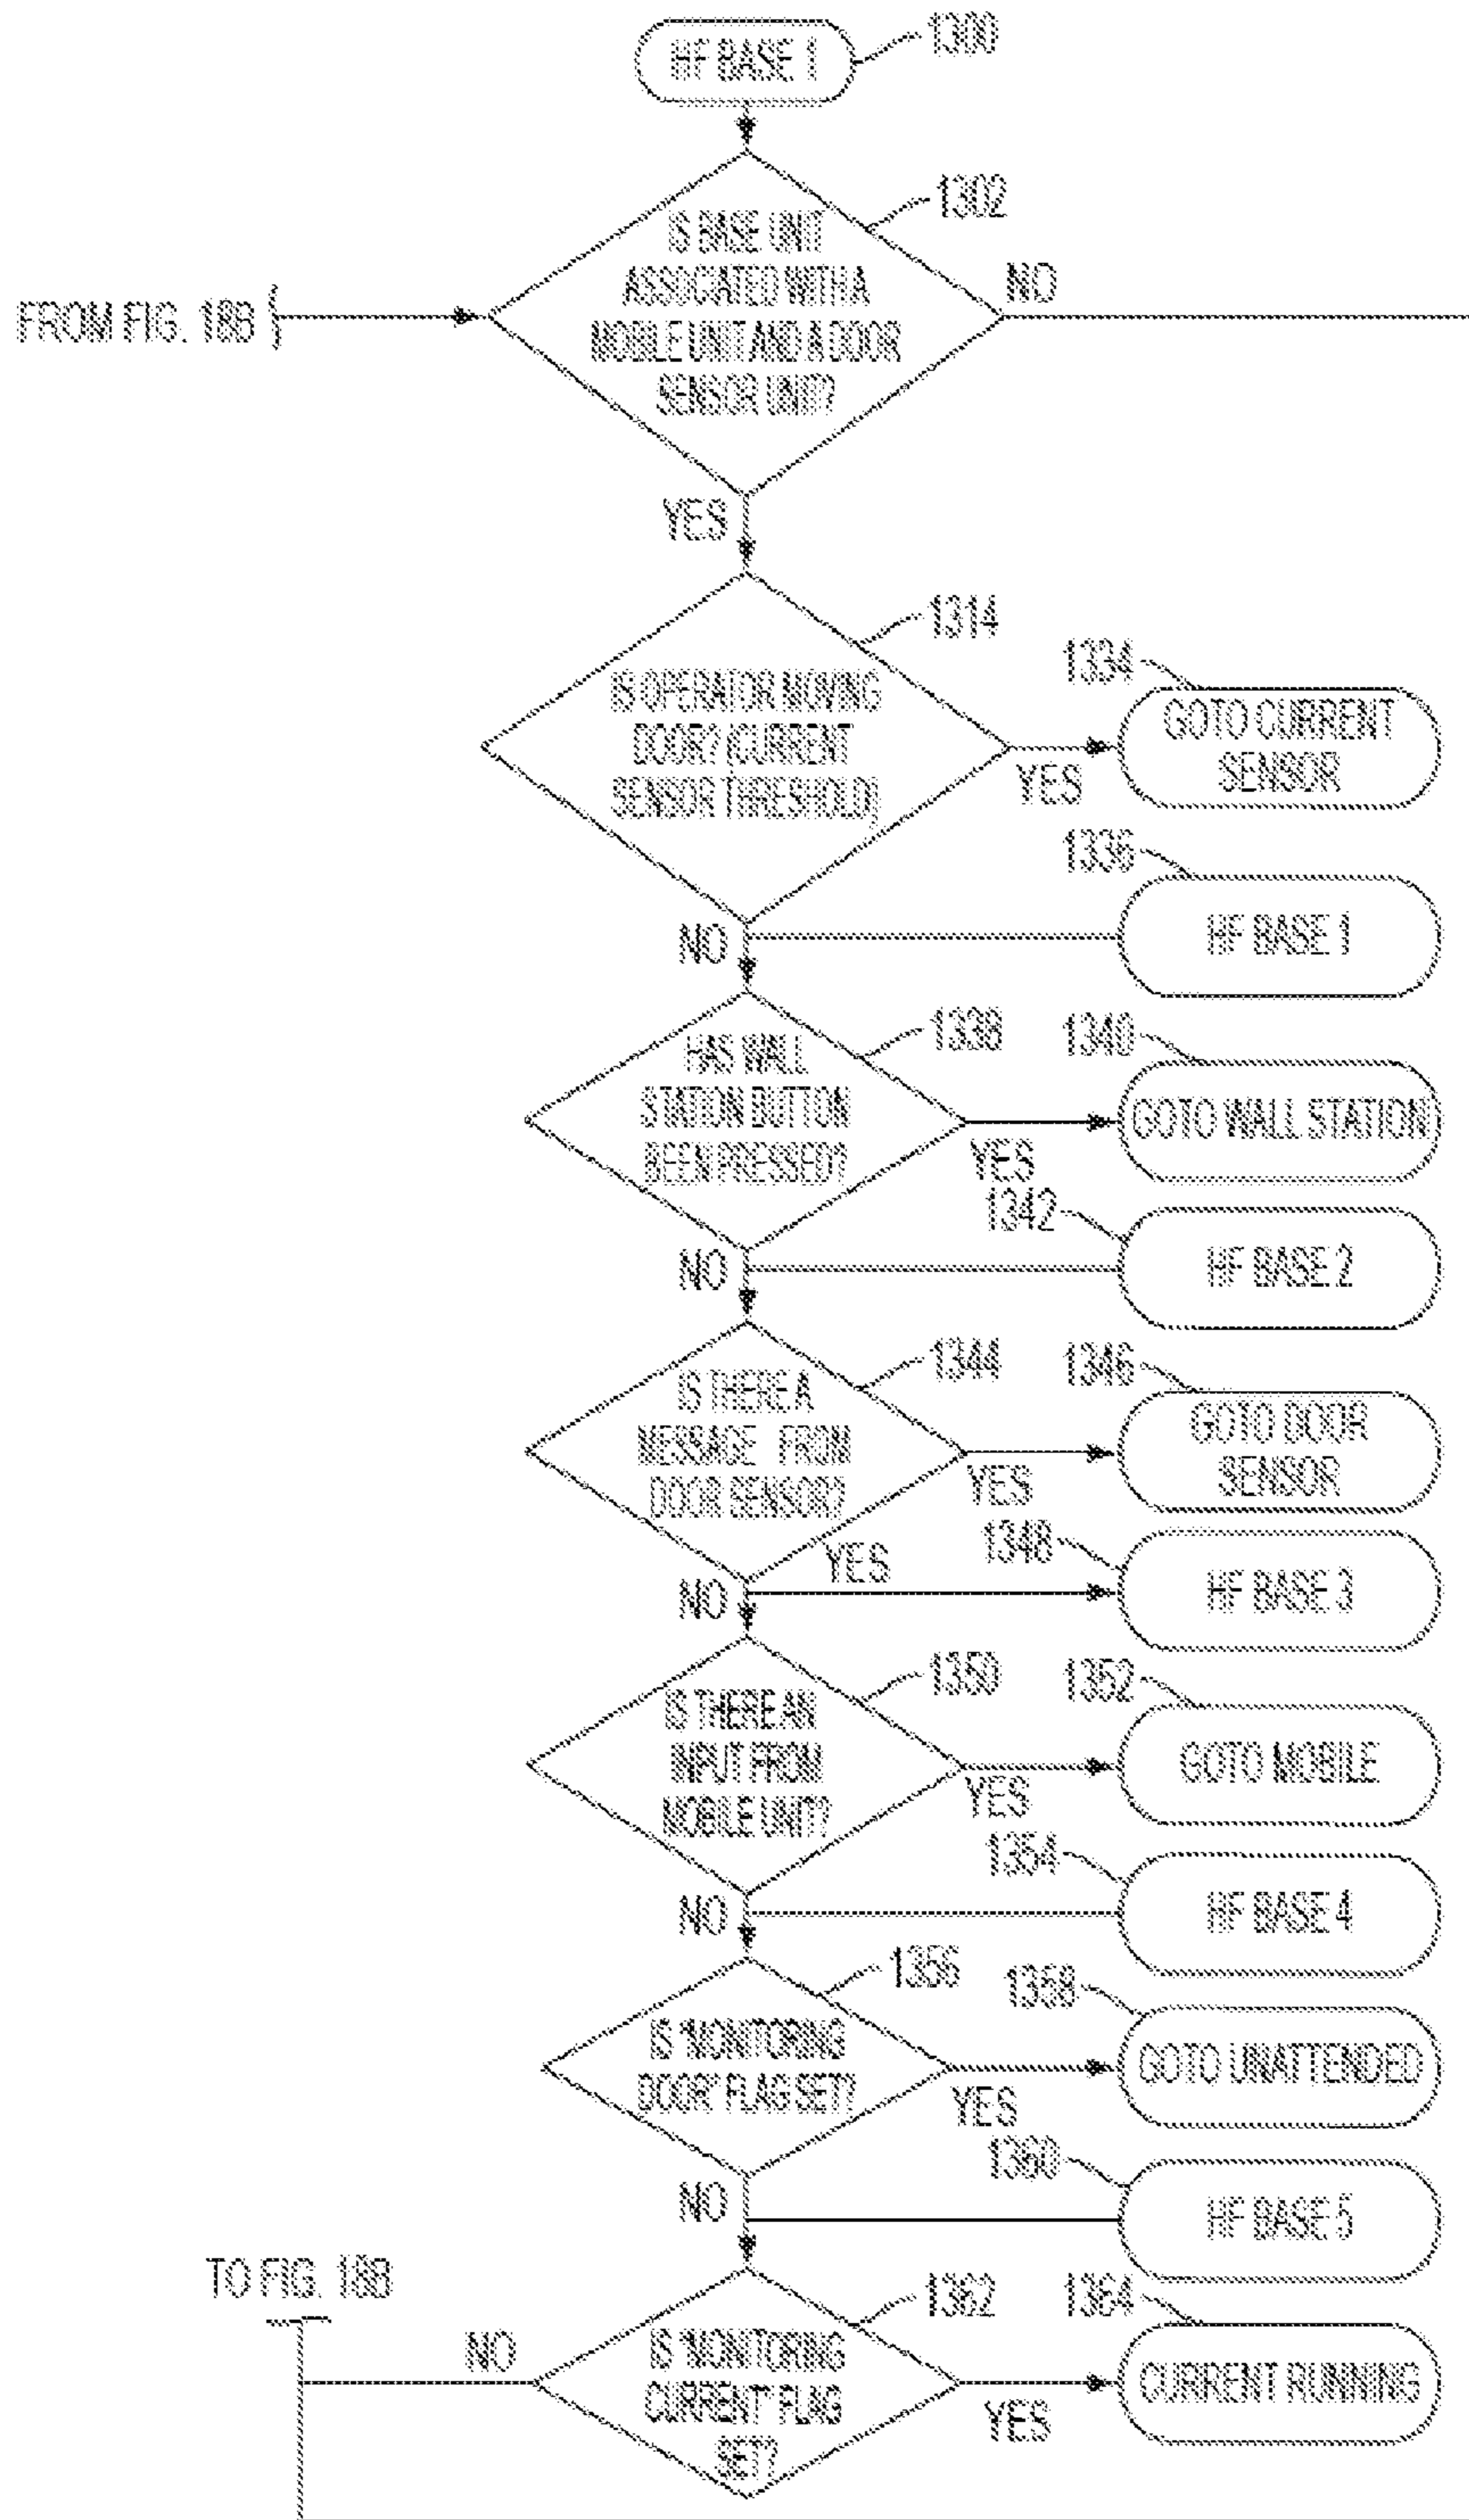 HF BASE 1
1300
1302
IS BASE UNIT
ASSOCIATED WITH A
MOBILE UNIT AND A DOOR
SENSOR UNIT?
NO
FROM FIG. 18B
YES
1314
IS OPERATOR MOVING
DOOR? (CURRENT
SENSOR THRESHOLD)
YES
1334
GOTO CURRENT
SENSOR
1336
HF BASE 1
NO
1338
HAS WALL
STATION BUTTON
BEEN PRESSED?
YES
1340
GOTO WALL STATION
1342
HF BASE 2
NO
1344
IS THERE A
MESSAGE FROM
DOOR SENSOR?
YES
1346
GOTO DOOR
SENSOR
1348
YES
HF BASE 3
NO
1350
IS THERE AN
INPUT FROM
MOBILE UNIT?
YES
1352
GOTO MOBILE
1354
HF BASE 4
NO
1356
IS "MONITORING
DOOR" FLAG SET?
YES
1358
GOTO UNATTENDED
1360
HF BASE 5
NO
TO FIG. 18B
1362
IS "MONITORING
CURRENT" FLAG
SET?
NO
YES
1364
CURRENT RUNNING